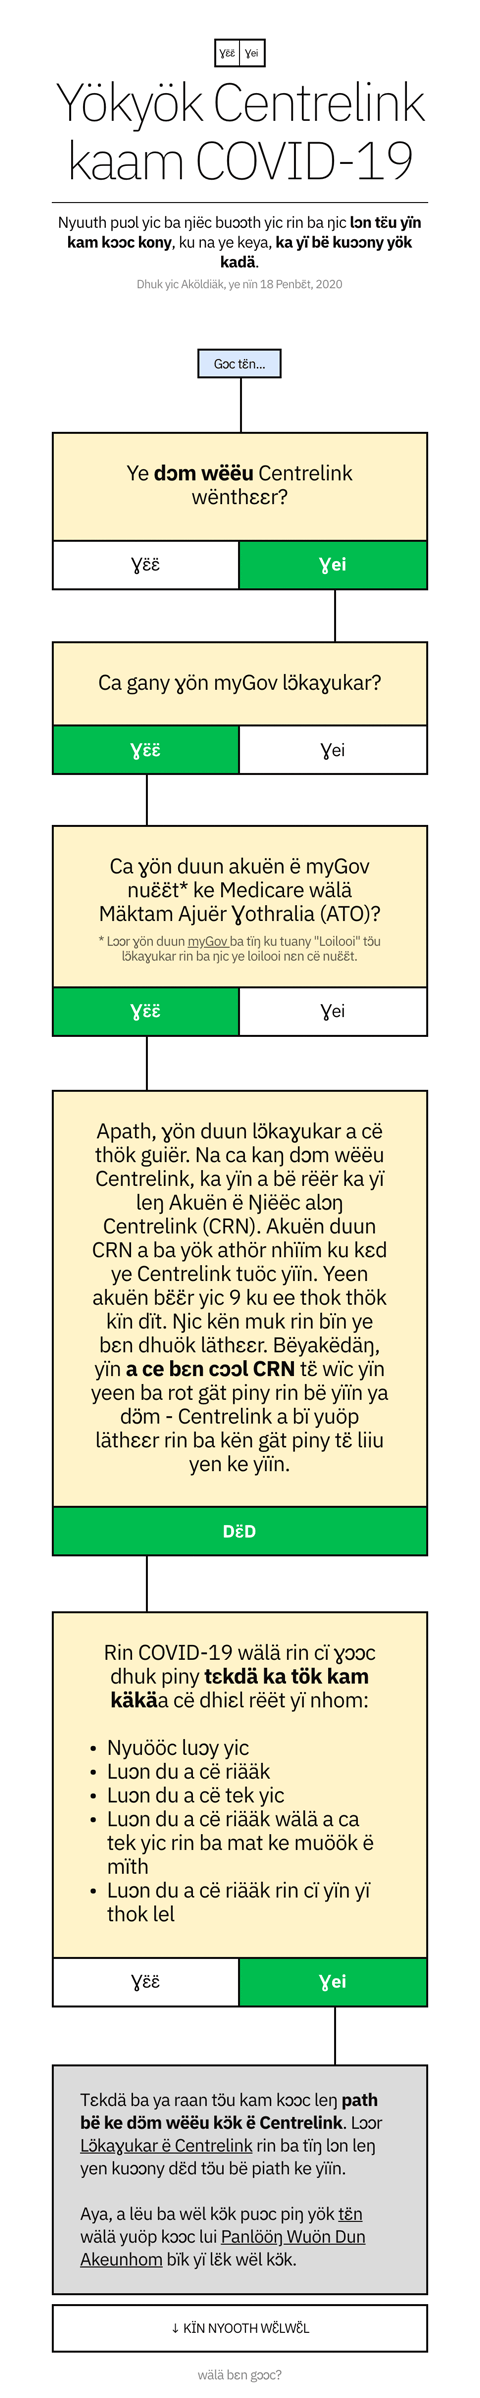 Ɣɛ̈ɛ̈ Ɣei
Yökyök Centrelink
kaam COVID-19
Nyuuth puɔl yic ba ŋiëc buɔɔth yic rin ba ŋic lɔn tɛ̈u yïn
kam kɔɔc kony, ku na ye keya, ka yï bë kuɔɔny yök
kadä.
Dhuk yic Aköldiäk, ye nïn 18 Penbɛ̈t, 2020
Gɔc tɛ̈n...
Ye dɔm wëëu Centrelink
wënthɛɛr?
Ɣɛ̈ɛ̈ Ɣei
Ca gany ɣön myGov lɔ̈kaɣukar?
Ɣɛ̈ɛ̈ Ɣei
Ca ɣön duun akuën ë myGov
nuɛ̈ɛ̈t* ke Medicare wälä
Mäktam Ajuër Ɣothralia (ATO)?
* Lɔɔr ɣön duun myGov ba tïŋ ku tuany "Loilooi" tɔ̈u
lɔ̈kaɣukar rin ba ŋic ye loilooi nɛn cë nuɛ̈ɛ̈t.
Ɣɛ̈ɛ̈ Ɣei
Apath, ɣön duun lɔ̈kaɣukar a cë
thök guiër. Na ca kaŋ dɔm wëëu
Centrelink, ka yïn a bë rëër ka yï
leŋ Akuën ë Ŋiëëc alɔŋ
Centrelink (CRN). Akuën duun
CRN a ba yök athör nhïïm ku kɛd
ye Centrelink tuöc yïïn. Yeen
akuën bɛ̈ɛ̈r yic 9 ku ee thok thök
kïn dït. Ŋic kën muk rin bïn ye
bɛn dhuök läthɛɛr. Bëyakëdäŋ,
yïn a ce bɛn cɔɔl CRN tɛ̈ wïc yïn
yeen ba rot gät piny rin bë yïïn ya
dɔ̈m - Centrelink a bï yuöp
läthɛɛr rin ba kën gät piny tɛ̈ liiu
yen ke yïïn.
DɛD
Rin COVID-19 wälä rin cï ɣɔɔc
dhuk piny tɛkdä ka tök kam
käkäa cë dhiɛl rëët yï nhom:
• Nyuööc luɔy yic
• Luɔn du a cë riääk
• Luɔn du a cë tek yic
• Luɔn du a cë riääk wälä a ca
tek yic rin ba mat ke muöök ë
mïth
• Luɔn du a cë riääk rin cï yïn yï
thok lel
Ɣɛ̈ɛ̈ Ɣei
Tɛkdä ba ya raan tɔ̈u kam kɔɔc leŋ path
bë ke dɔ̈m wëëu kɔ̈k ë Centrelink. Lɔɔr
Lɔ̈kaɣukar ë Centrelink rin ba tïŋ lɔn leŋ
yen kuɔɔny dɛ̈d tɔ̈u bë piath ke yïïn.
Aya, a lëu ba wël kɔ̈k puɔc piŋ yök tɛ̈n
wälä yuöp kɔɔc lui Panlööŋ Wuön Dun
Akeunhom bïk yï lɛ̈k wël kɔ̈k.
↓ KÏN NYOOTH WƐ̈LWƐ̈L
wälä bɛn gɔɔc?